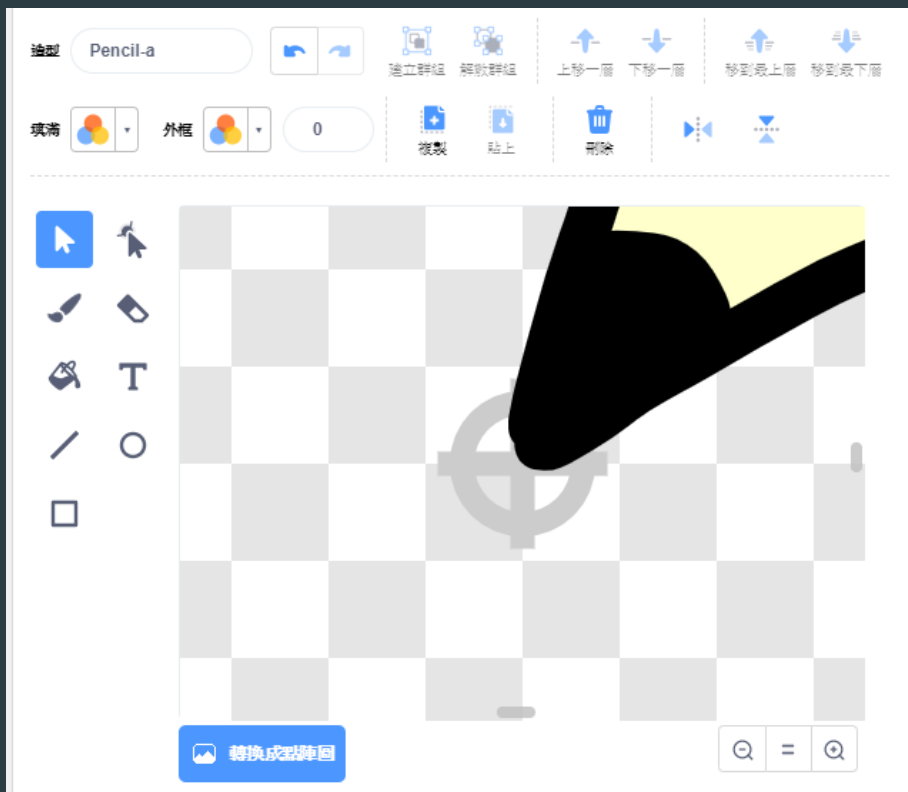 造型 Pencil-a
建立群組 解散群組 上移一層 下移一層 移到最上層 移到最下層
填滿 外框 0
複製 貼上 刪除
轉換成點陣圖